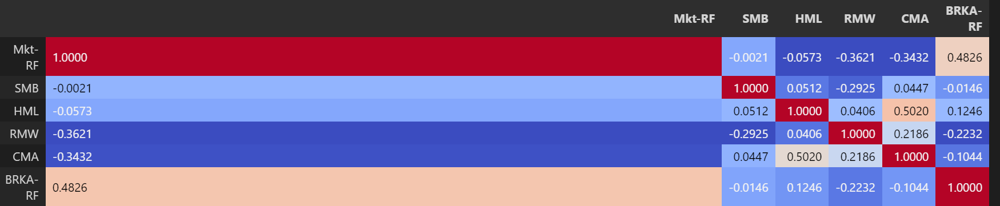 Mkt-RF SMB HML RMW CMA BRKA-
RF
Mkt-
RF 1.0000 -0.0021 -0.0573 -0.3621 -0.3432 0.4826
SMB -0.0021 1.0000 0.0512 -0.2925 0.0447 -0.0146
HML -0.0573 0.0512 1.0000 0.0406 0.5020 0.1246
RMW -0.3621 -0.2925 0.0406 1.0000 0.2186 -0.2232
CMA -0.3432 0.0447 0.5020 0.2186 1.0000 -0.1044
BRKA-
RF 0.4826 -0.0146 0.1246 -0.2232 -0.1044 1.0000